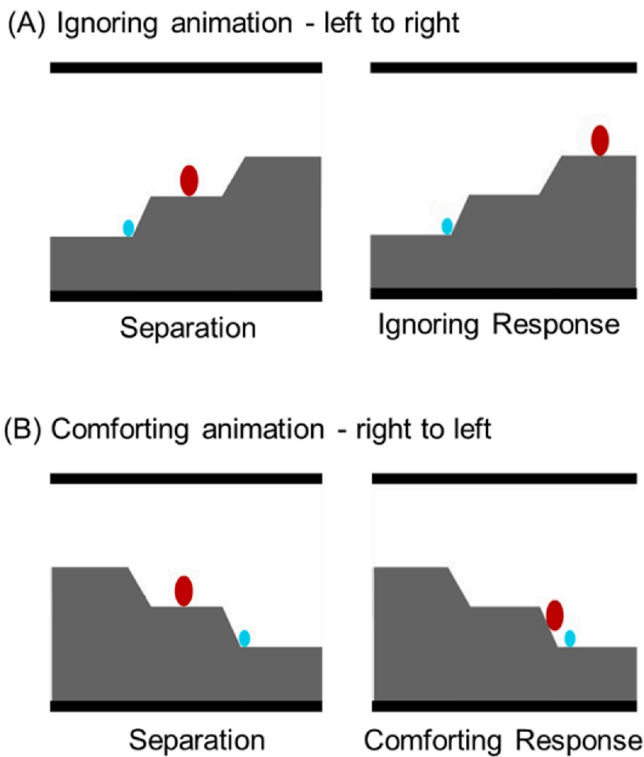 (A) Ignoring animation - left to right
Separation
Ignoring Response
(B) Comforting animation - right to left
Separation
Comforting Response